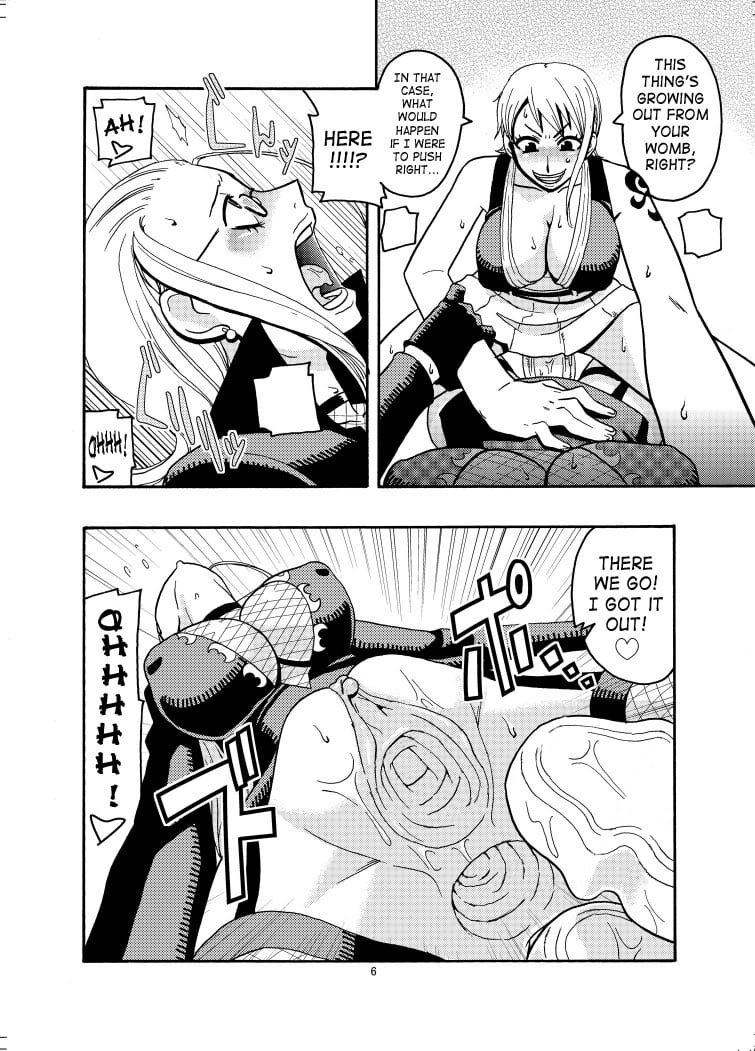 THIS
THING'S
GROWING
OUT FROM
YOUR
WOMB,
RIGHT?
IN THAT
CASE,
WHAT
WOULD
HAPPEN
IF I WERE
TO PUSH
RIGHT...
HERE
!!!!?
AH!
OHHH!
THERE
WE GO!
I GOT IT
OUT!
♡
OHHHHHH!
6